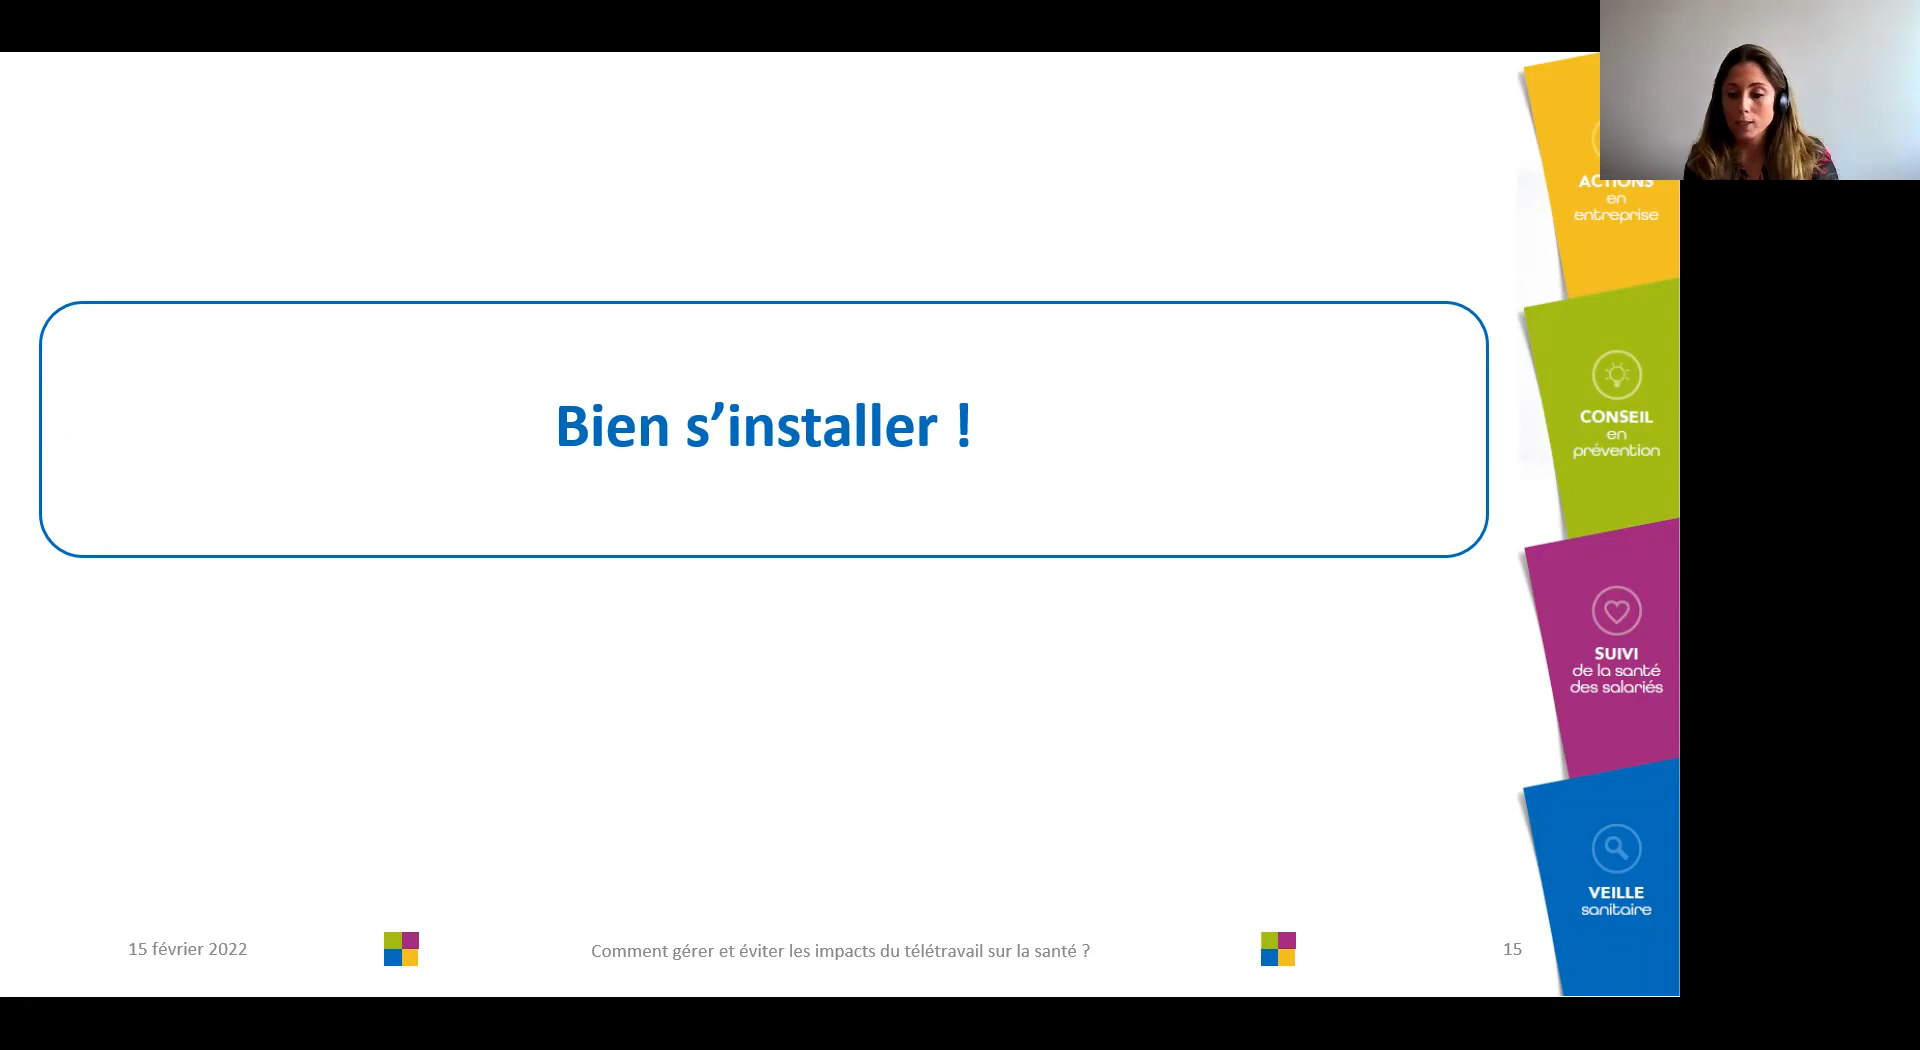 Bien s’installer !
ACTIONS
en
entreprise
CONSEIL
en
prévention
SUIVI
de la santé
des salariés
VEILLE
sanitaire
15 février 2022
Comment gérer et éviter les impacts du télétravail sur la santé ?
15